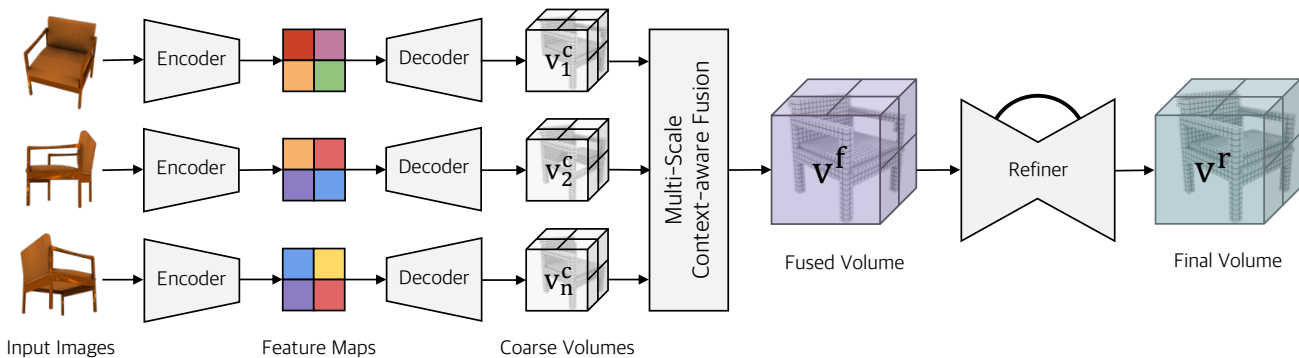 Encoder
Decoder
v₁ᶜ
Encoder
Decoder
v₂ᶜ
Encoder
Decoder
vₙᶜ
Multi-Scale
Context-aware Fusion
vᶠ
Refiner
vʳ
Input Images
Feature Maps
Coarse Volumes
Fused Volume
Final Volume